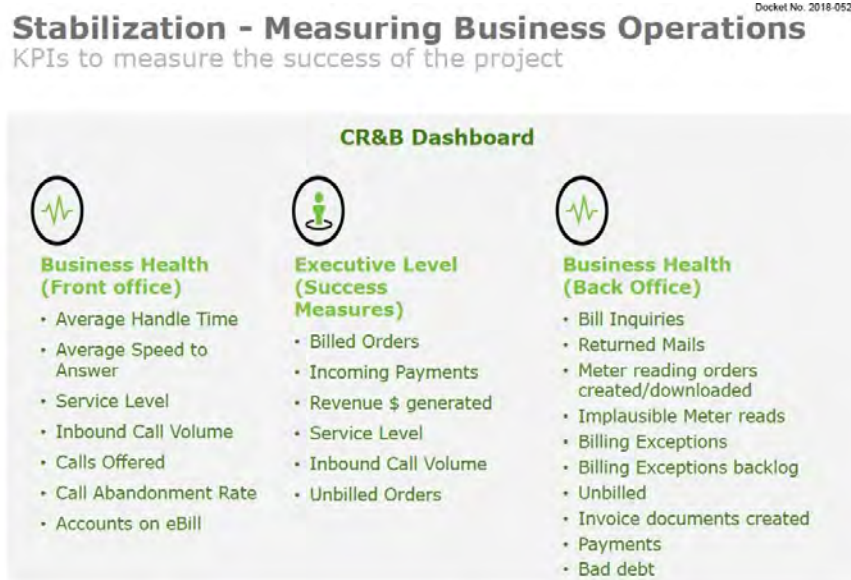 Docket No. 2018-052
Stabilization - Measuring Business Operations
KPIs to measure the success of the project
CR&B Dashboard
Business Health
(Front office)
• Average Handle Time
• Average Speed to
Answer
• Service Level
• Inbound Call Volume
• Calls Offered
• Call Abandonment Rate
• Accounts on eBill
Executive Level
(Success
Measures)
• Billed Orders
• Incoming Payments
• Revenue $ generated
• Service Level
• Inbound Call Volume
• Unbilled Orders
Business Health
(Back Office)
• Bill Inquiries
• Returned Mails
• Meter reading orders
created/downloaded
• Implausible Meter reads
• Billing Exceptions
• Billing Exceptions backlog
• Unbilled
• Invoice documents created
• Payments
• Bad debt